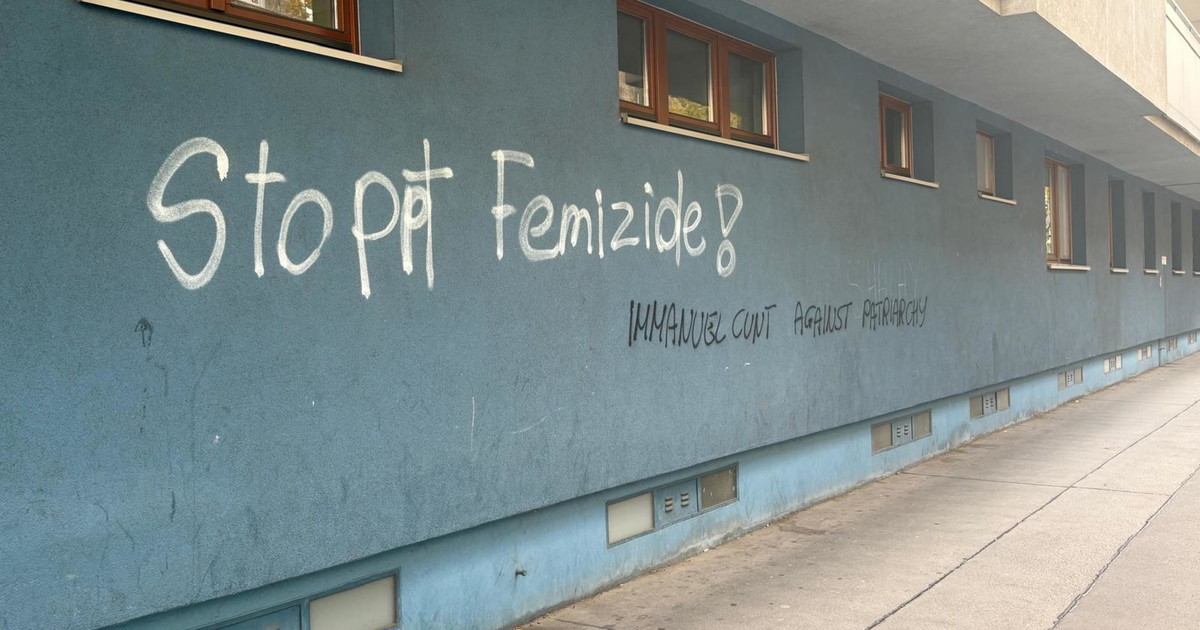 Stoppt Femizide!
IMMANUEL CUNT AGAINST PATRIARCHY